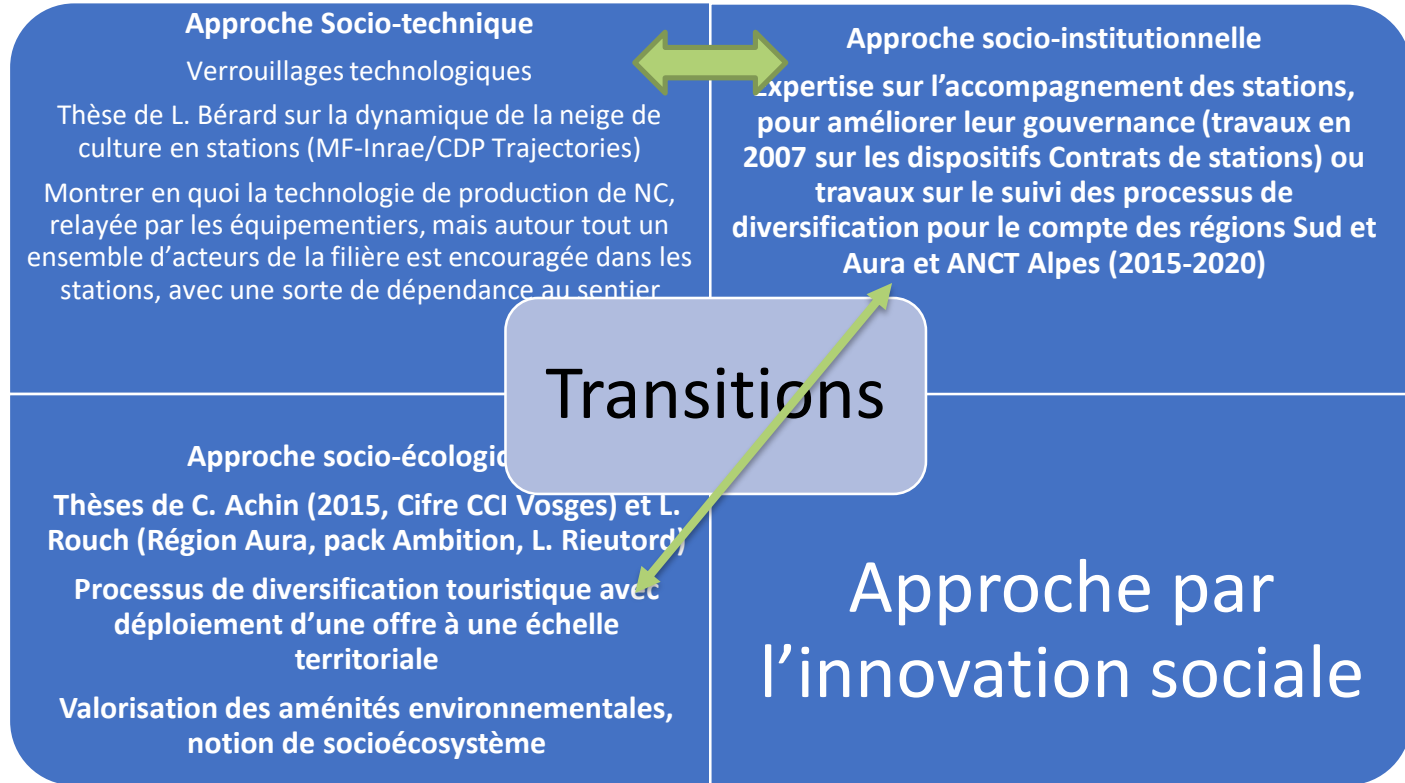 Approche Socio-technique
Verrouillages technologiques
Thèse de L. Bérard sur la dynamique de la neige de
culture en stations (MF-Inrae/CDP Trajectories)
Montrer en quoi la technologie de production de NC,
relayée par les équipementiers, mais autour tout un
ensemble d’acteurs de la filière est encouragée dans les
stations, avec une sorte de dépendance au sentier
Approche socio-institutionnelle
Expertise sur l’accompagnement des stations,
pour améliorer leur gouvernance (travaux en
2007 sur les dispositifs Contrats de stations) ou
travaux sur le suivi des processus de
diversification pour le compte des régions Sud et
Aura et ANCT Alpes (2015-2020)
Transitions
Approche socio-écologic
Thèses de C. Achin (2015, Cifre CCI Vosges) et L.
Rouch (Région Aura, pack Ambition, L. Rieutord)
Processus de diversification touristique avec
déploiement d’une offre à une échelle
territoriale
Valorisation des aménités environnementales,
notion de socioécosystème
Approche par
l’innovation sociale